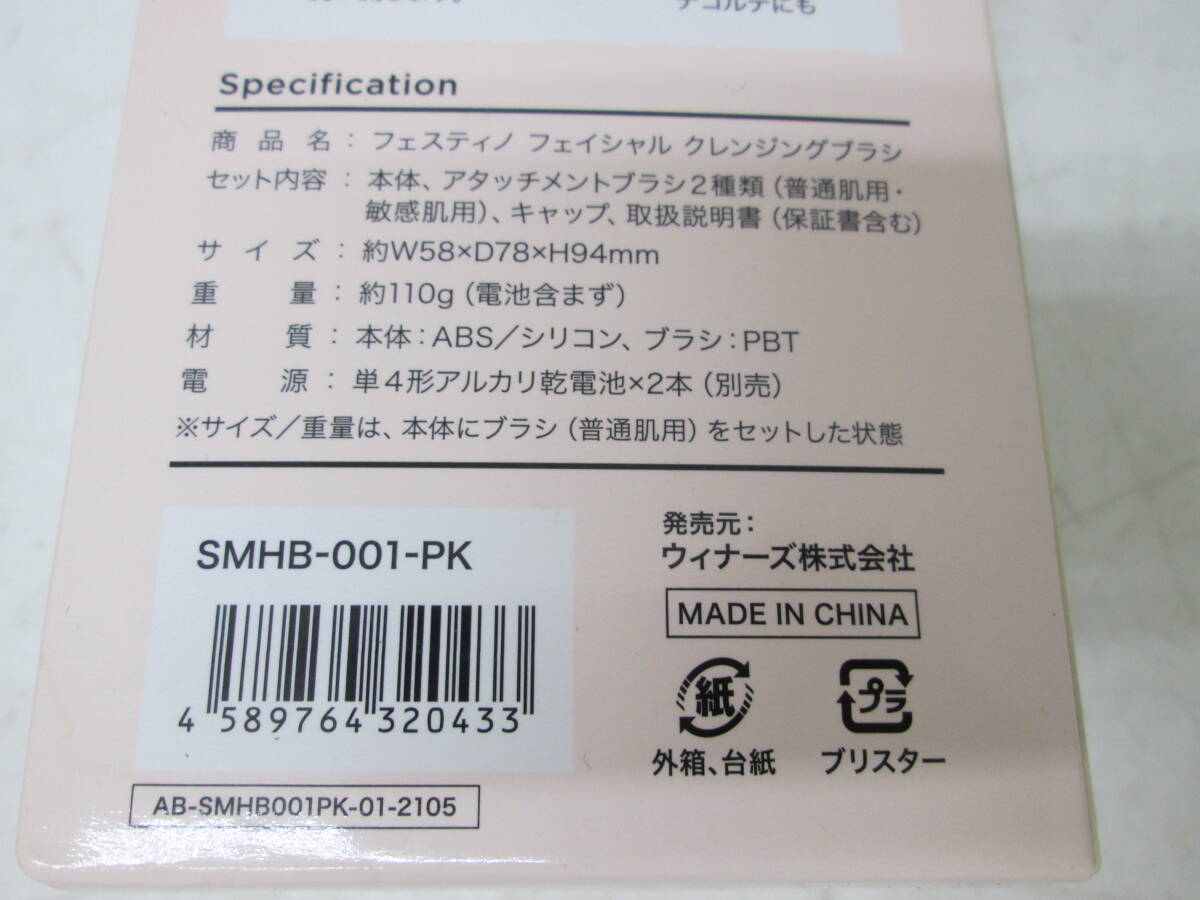 デコルテにも
Specification
商品名：フェスティノ フェイシャル クレンジングブラシ
セット内容：本体、アタッチメントブラシ2種類（普通肌用・
敏感肌用）、キャップ、取扱説明書（保証書含む）
サイズ：約W58×D78×H94mm
重量：約110g（電池含まず）
材質：本体：ABS／シリコン、ブラシ：PBT
電源：単4形アルカリ乾電池×2本（別売）
※サイズ／重量は、本体にブラシ（普通肌用）をセットした状態
SMHB-001-PK
4 589764 320433
AB-SMHB001PK-01-2105
発売元：
ウィナーズ株式会社
MADE IN CHINA
紙
外箱、台紙
プラ
ブリスター